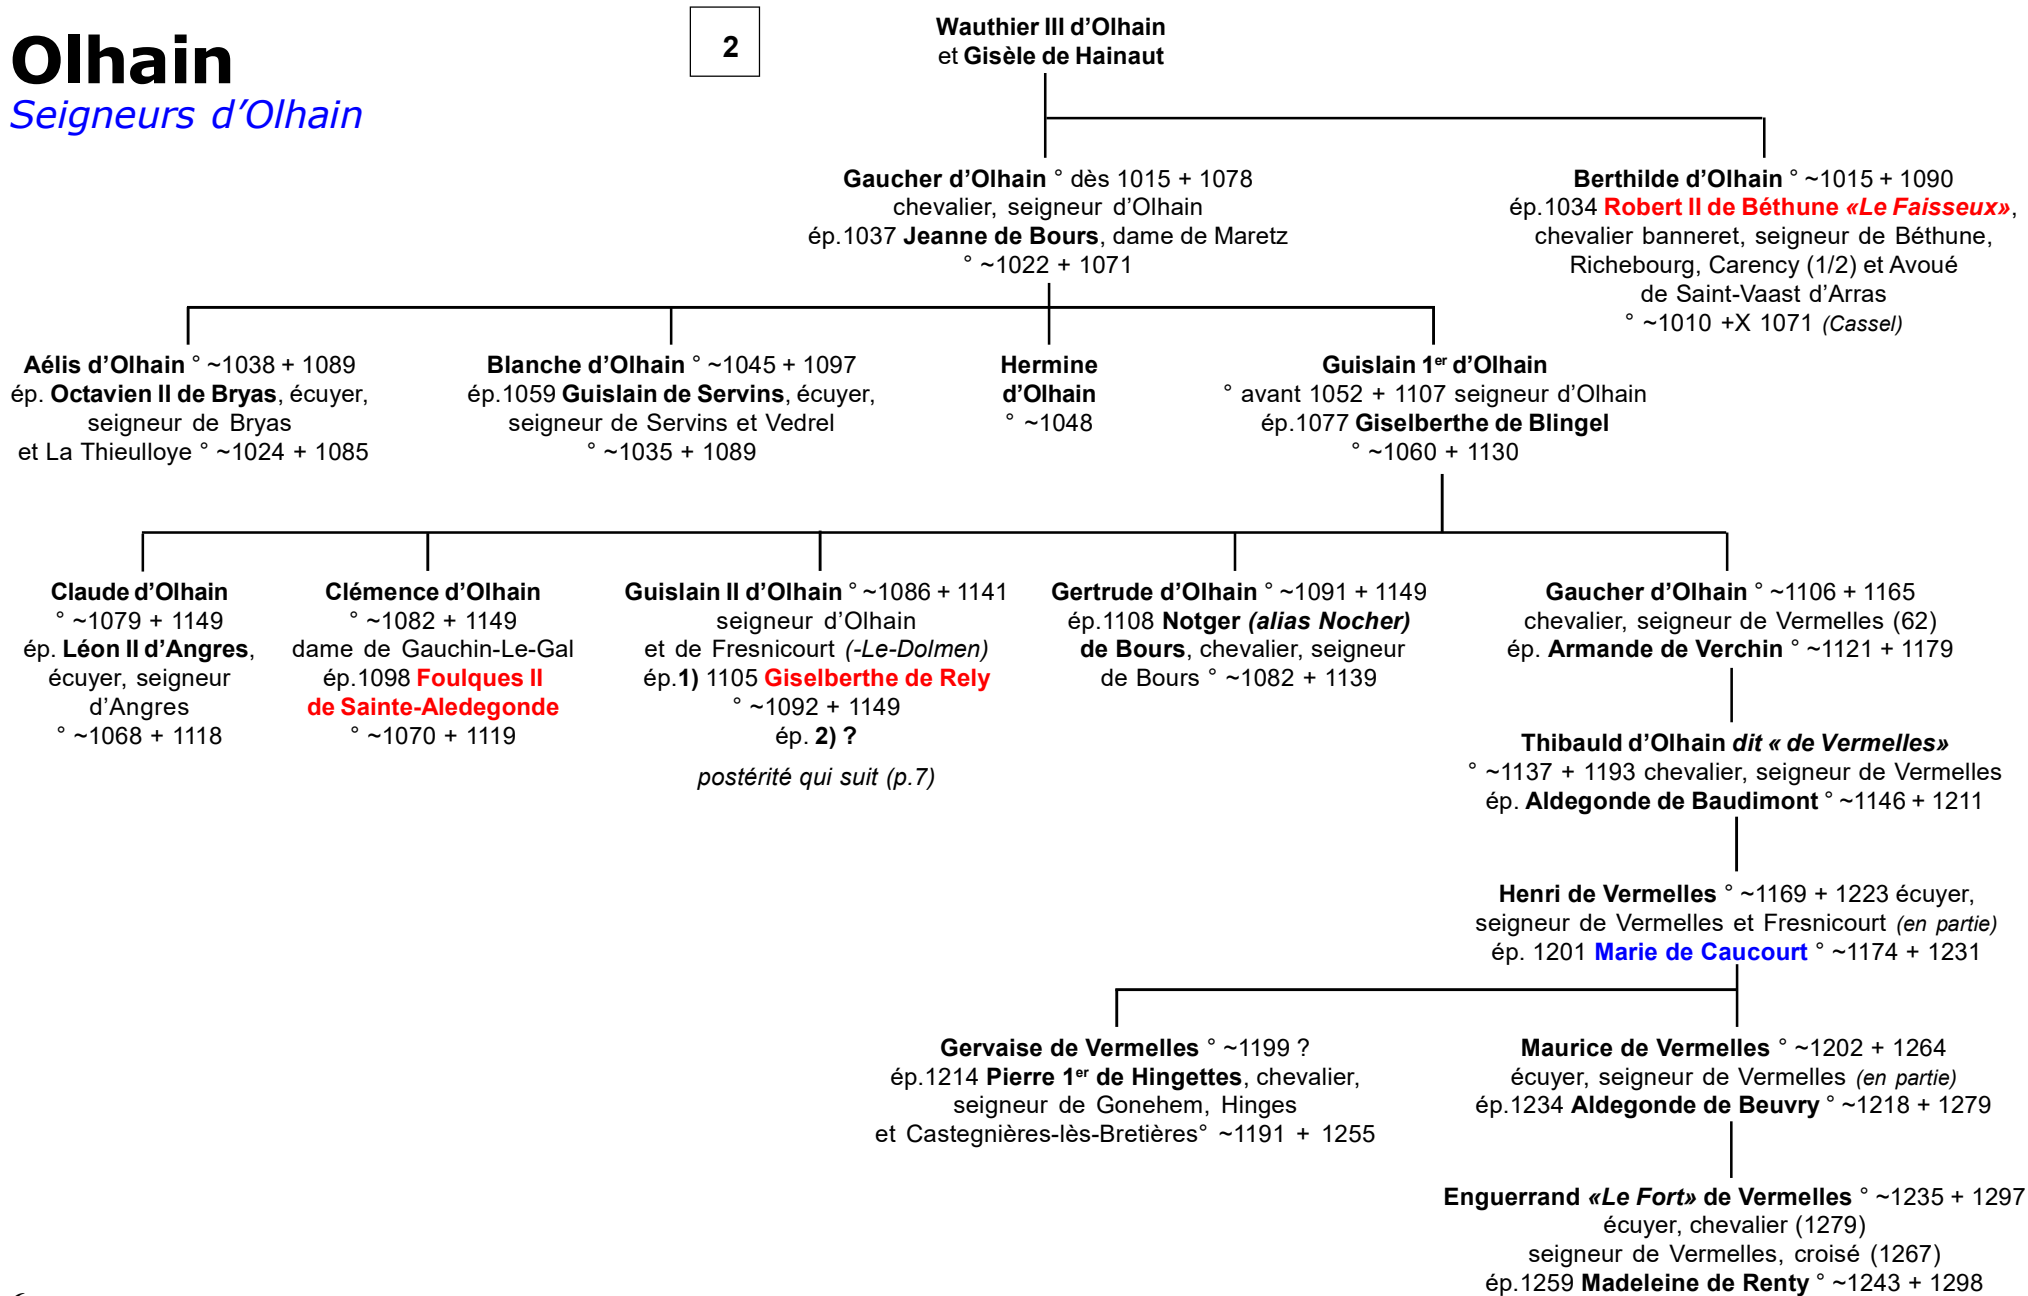 Olhain
Seigneurs d’Olhain
2
Wauthier III d’Olhain
et Gisèle de Hainaut
Gaucher d’Olhain ° dès 1015 + 1078
chevalier, seigneur d’Olhain
ép.1037 Jeanne de Bours, dame de Maretz
° ~1022 + 1071
Berthilde d’Olhain ° ~1015 + 1090
ép.1034 Robert II de Béthune «Le Faisseux»,
chevalier banneret, seigneur de Béthune,
Richebourg, Carency (1/2) et Avoué
de Saint-Vaast d’Arras
° ~1010 +X 1071 (Cassel)
Aélis d’Olhain ° ~1038 + 1089
ép. Octavien II de Bryas, écuyer,
seigneur de Bryas
et La Thieulloye ° ~1024 + 1085
Blanche d’Olhain ° ~1045 + 1097
ép.1059 Guislain de Servins, écuyer,
seigneur de Servins et Vedrel
° ~1035 + 1089
Hermine
d’Olhain
° ~1048
Guislain 1er d’Olhain
° avant 1052 + 1107 seigneur d’Olhain
ép.1077 Giselberthe de Blingel
° ~1060 + 1130
Claude d’Olhain
° ~1079 + 1149
ép. Léon II d’Angres,
écuyer, seigneur
d’Angres
° ~1068 + 1118
Clémence d’Olhain
° ~1082 + 1149
dame de Gauchin-Le-Gal
ép.1098 Foulques II
de Sainte-Aledegonde
° ~1070 + 1119
Guislain II d’Olhain ° ~1086 + 1141
seigneur d’Olhain
et de Fresnicourt (-Le-Dolmen)
ép.1) 1105 Giselberthe de Rely
° ~1092 + 1149
ép. 2) ?
postérité qui suit (p.7)
Gertrude d’Olhain ° ~1091 + 1149
ép.1108 Notger (alias Nocher)
de Bours, chevalier, seigneur
de Bours ° ~1082 + 1139
Gaucher d’Olhain ° ~1106 + 1165
chevalier, seigneur de Vermelles (62)
ép. Armande de Verchin ° ~1121 + 1179
Thibauld d’Olhain dit « de Vermelles»
° ~1137 + 1193 chevalier, seigneur de Vermelles
ép. Aldegonde de Baudimont ° ~1146 + 1211
Henri de Vermelles ° ~1169 + 1223 écuyer,
seigneur de Vermelles et Fresnicourt (en partie)
ép. 1201 Marie de Caucourt ° ~1174 + 1231
Gervaise de Vermelles ° ~1199 ?
ép.1214 Pierre 1er de Hingettes, chevalier,
seigneur de Gonehem, Hinges
et Castegnières-lès-Bretières° ~1191 + 1255
Maurice de Vermelles ° ~1202 + 1264
écuyer, seigneur de Vermelles (en partie)
ép.1234 Aldegonde de Beuvry ° ~1218 + 1279
Enguerrand «Le Fort» de Vermelles ° ~1235 + 1297
écuyer, chevalier (1279)
seigneur de Vermelles, croisé (1267)
ép.1259 Madeleine de Renty ° ~1243 + 1298